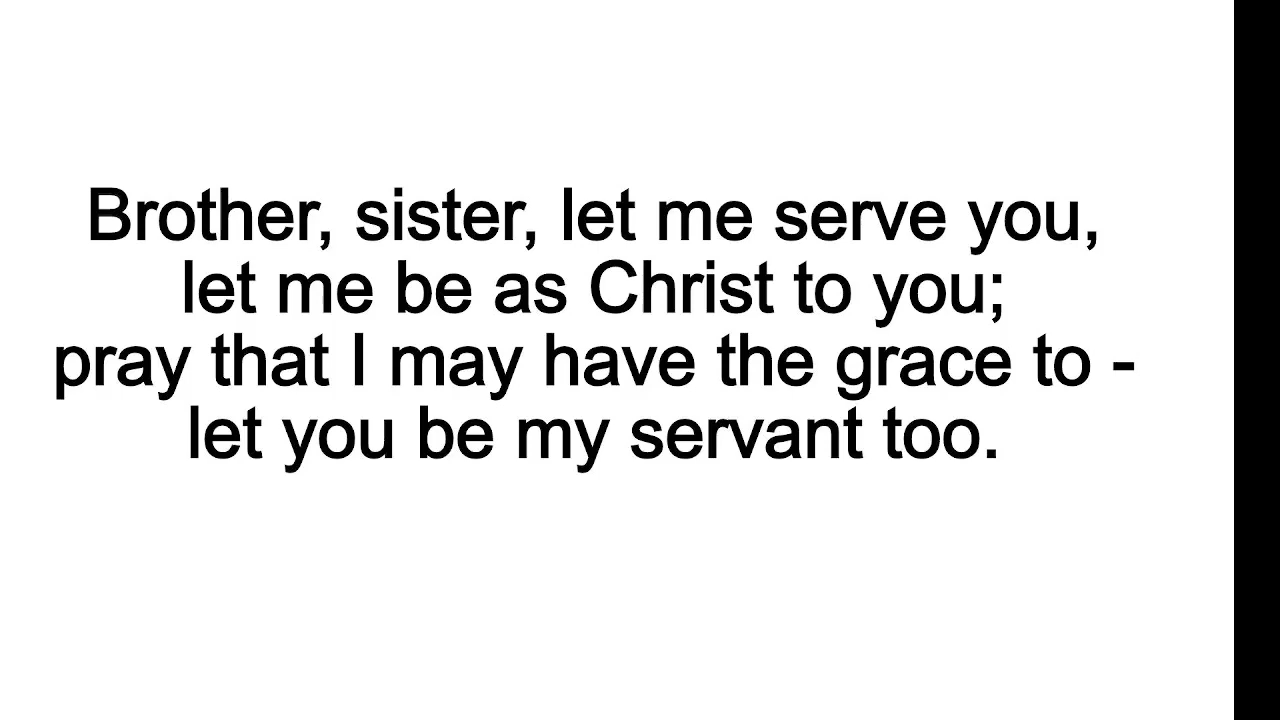 Brother, sister, let me serve you,
let me be as Christ to you;
pray that I may have the grace to -
let you be my servant too.